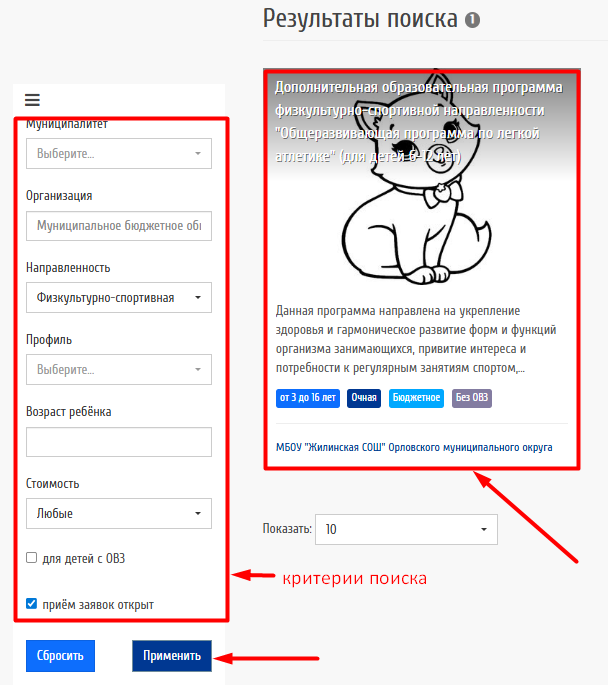 Результаты поиска 1
Муниципалитет
Выберите...
Организация
Муниципальное бюджетное общ
Направленность
Физкультурно-спортивная
Профиль
Выберите...
Возраст ребёнка
Стоимость
Любые
для детей с ОВЗ
приём заявок открыт
Сбросить
Применить
критерии поиска
Дополнительная образовательная программа
физкультурно-спортивной направленности
"Общеразвивающая программа по легкой
атлетике" (для детей 6-12 лет)
Данная программа направлена на укрепление
здоровья и гармоническое развитие форм и функций
организма занимающихся, привитие интереса и
потребности к регулярным занятиям спортом,...
от 3 до 16 лет Очная Бюджетное Без ОВЗ
МБОУ "Жилинская СОШ" Орловского муниципального округа
Показать: 10